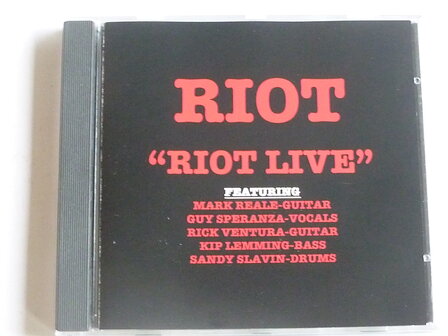 RIOT
“RIOT LIVE”
FEATURING
MARK REALE-GUITAR
GUY SPERANZA-VOCALS
RICK VENTURA-GUITAR
KIP LEMMING-BASS
SANDY SLAVIN-DRUMS